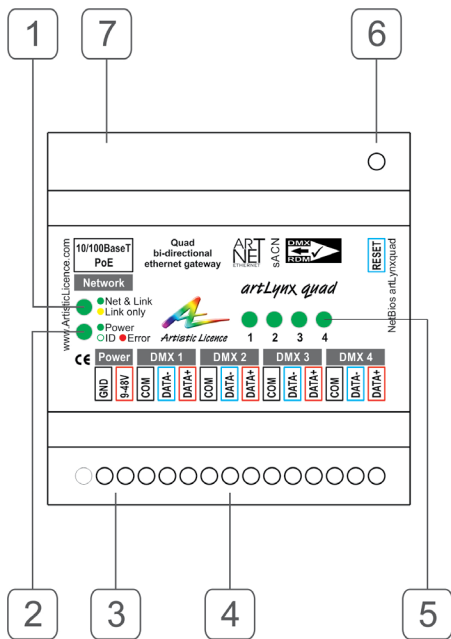 1
7
6
www.ArtisticLicence.com
10/100BaseT
PoE
Network
Net & Link
Link only
Power
ID Error
Quad
bi-directional
ethernet gateway
ART
NET
ETHERNET
sACN
DMX
RDM
RESET
NetBios artLynxquad
artLynx quad
Artistic Licence
1 2 3 4
CE
Power DMX 1 DMX 2 DMX 3 DMX 4
GND 9-48V COM DATA- DATA+ COM DATA- DATA+ COM DATA- DATA+ COM DATA- DATA+
2
3
4
5